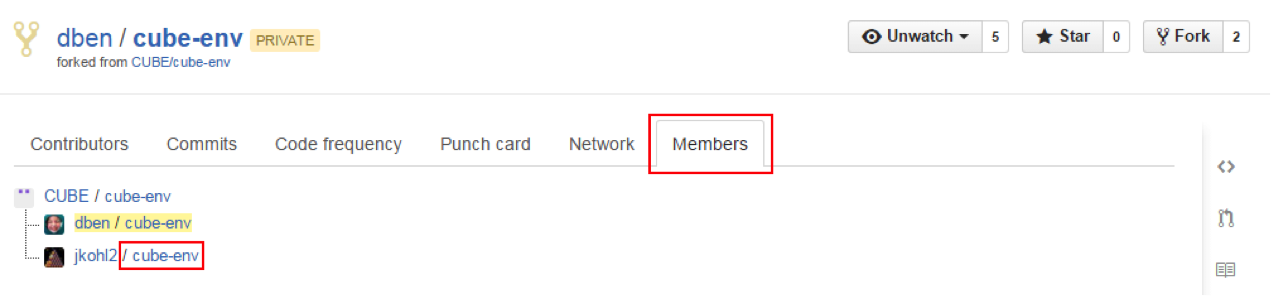 dben / cube-env PRIVATE
forked from CUBE/cube-env
Unwatch 5 Star 0 Fork 2
Contributors Commits Code frequency Punch card Network Members
CUBE / cube-env
dben / cube-env
jkohl2 / cube-env